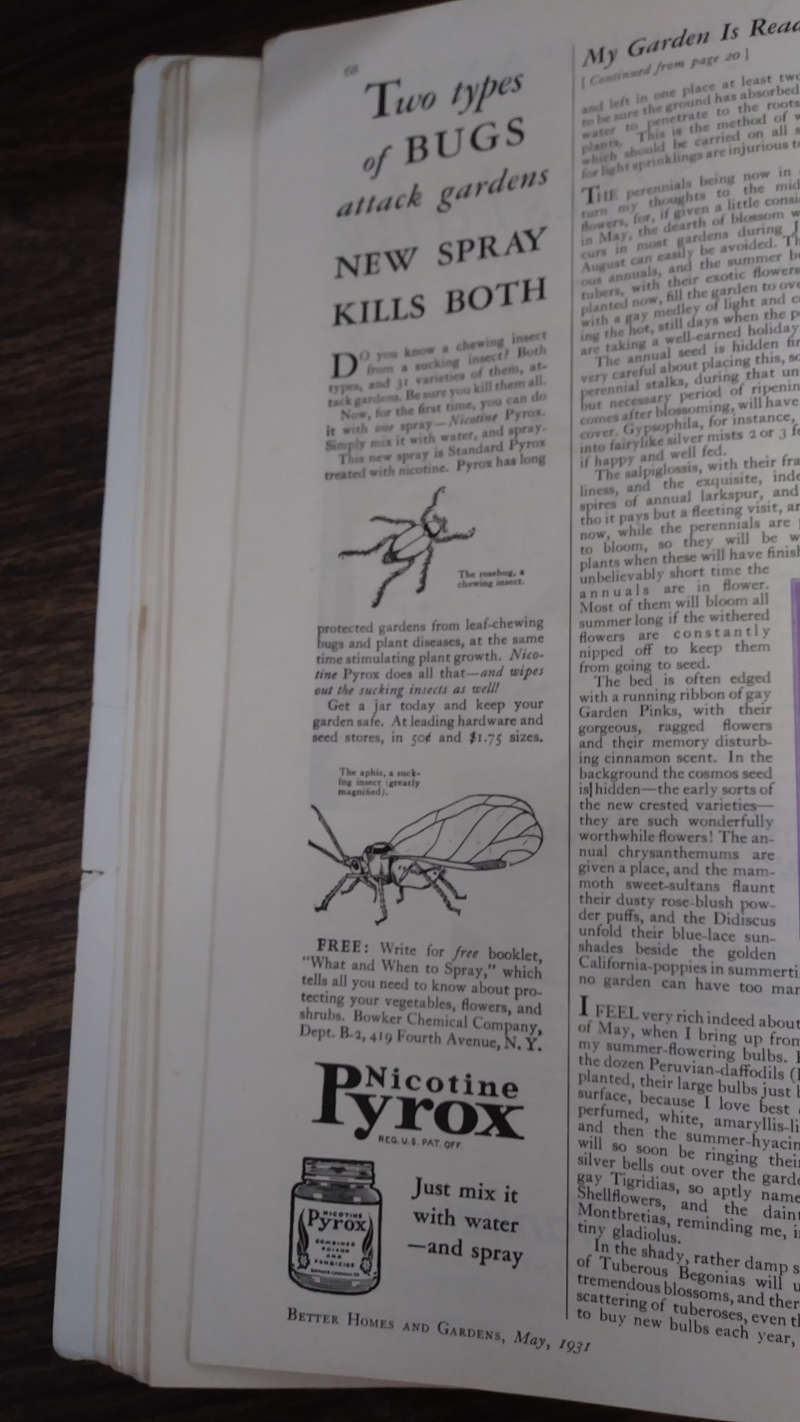 68
Two types
of BUGS
attack gardens
NEW SPRAY
KILLS BOTH
DO you know a chewing insect
from a sucking insect? Both
types, and 31 varieties of them, at-
tack gardens. Be sure you kill them all.
Now, for the first time, you can do
it with one spray—Nicotine Pyrox.
Simply mix it with water, and spray.
This new spray is Standard Pyrox
treated with nicotine. Pyrox has long
The rosebug, a
chewing insect.
protected gardens from leaf-chewing
bugs and plant diseases, at the same
time stimulating plant growth. Nico-
tine Pyrox does all that—and wipes
out the sucking insects as well!
Get a jar today and keep your
garden safe. At leading hardware and
seed stores, in 50¢ and $1.75 sizes.
The aphis, a suck-
ing insect (greatly
magnified).
FREE: Write for free booklet,
"What and When to Spray," which
tells all you need to know about pro-
tecting your vegetables, flowers, and
shrubs. Bowker Chemical Company,
Dept. B-2, 419 Fourth Avenue, N. Y.
Nicotine
Pyrox
REG. U.S. PAT. OFF.
NICOTINE
Pyrox
COMBINED
POISON
AND
FUNGICIDE
Just mix it
with water
—and spray
BETTER HOMES AND GARDENS, May, 1931
My Garden Is
[Continued from page 20]
and left in one place at least
to be sure the ground has absorbed
water to penetrate to the roots
plants. This is the method of
which should be carried on all
for light sprinklings are injurious
THE perennials being now in
turn my thoughts to the
flowers, for, if given a little
in May, the dearth of blossom
curs in most gardens during
August can easily be avoided.
ous annuals, and the summer
tubers, with their exotic flowers
planted now, fill the garden to
with a gay medley of light and
ing the hot, still days when the
are taking a well-earned holiday
The annual seed is hidden
very careful about placing this,
perennial stalks, during that
but necessary period of
comes after blossoming, will have
cover. Gypsophila, for instance,
into fairylike silver mists 2 or 3
if happy and well fed.
The salpiglossis, with their
liness, and the exquisite,
spires of annual larkspur, and
tho it pays but a fleeting visit,
now, while the perennials are
to bloom, so they will be
plants when these will have
unbelievably short time the
annuals are in flower.
Most of them will bloom all
summer long if the withered
flowers are constantly
nipped off to keep them
from going to seed.
The bed is often edged
with a running ribbon of gay
Garden Pinks, with their
gorgeous, ragged flowers
and their memory disturb-
ing cinnamon scent. In the
background the cosmos seed
is hidden—the early sorts of
the new crested varieties—
they are such wonderfully
worthwhile flowers! The an-
nual chrysanthemums are
given a place, and the mam-
moth sweet-sultans flaunt
their dusty rose-blush pow-
der puffs, and the Didiscus
unfold their blue-lace sun-
shades beside the golden
California-poppies in
no garden can have too
I FEEL very rich indeed about
of May, when I bring up from
my summer-flowering bulbs.
the dozen Peruvian-daffodils
planted, their large bulbs just
surface, because I love best
perfumed, white,
and then the
will so soon be ringing their
silver bells out over the
gay Tigridias, so aptly
Shellflowers, and the
Montbretias, reminding me,
tiny gladiolus.
In the shady, rather damp
of Tuberous Begonias will
tremendous blossoms, and
scattering of tuberoses, even
to buy new bulbs each year,